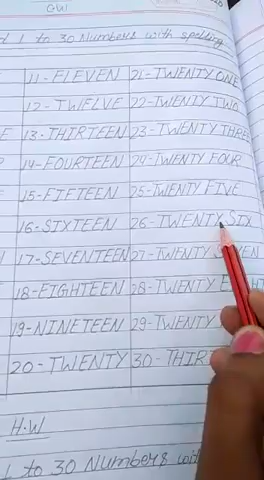 G.W
1 to 30 Numbers with spelling
11-ELEVEN 21-TWENTY ONE
12-TWELVE 22-TWENTY TWO
13-THIRTEEN 23-TWENTY THREE
14-FOURTEEN 24-TWENTY FOUR
15-FIFTEEN 25-TWENTY FIVE
16-SIXTEEN 26-TWENTY SIX
17-SEVENTEEN 27-TWENTY SEVEN
18-EIGHTEEN 28-TWENTY
19-NINETEEN 29-TWENTY
20-TWENTY 30-THIR
H.W
1 to 30 Numbers